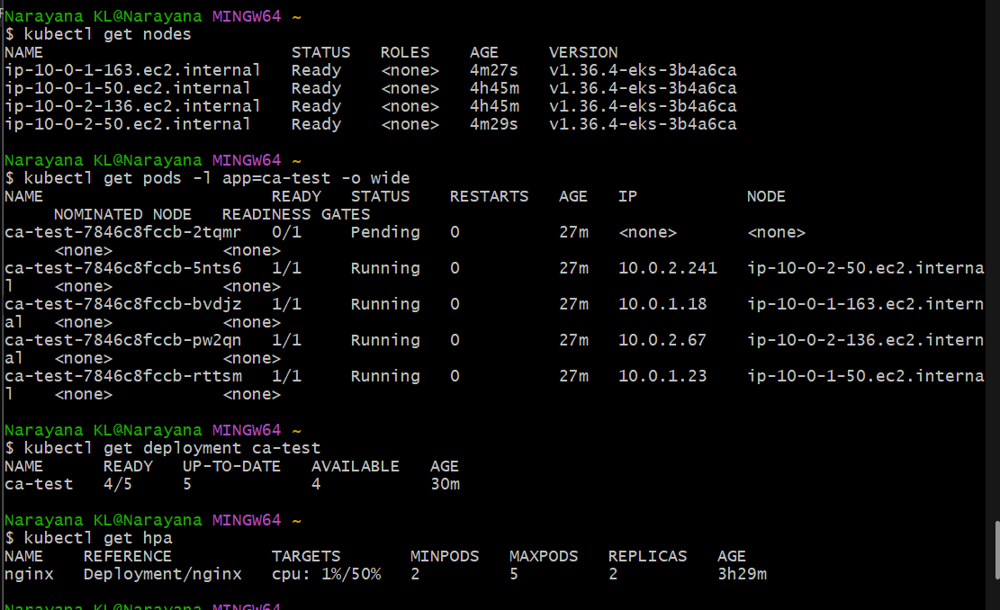 Narayana KL@Narayana MINGW64 ~
$ kubectl get nodes
NAME                         STATUS   ROLES    AGE     VERSION
ip-10-0-1-163.ec2.internal   Ready    <none>   4m27s   v1.36.4-eks-3b4a6ca
ip-10-0-1-50.ec2.internal    Ready    <none>   4h45m   v1.36.4-eks-3b4a6ca
ip-10-0-2-136.ec2.internal   Ready    <none>   4h45m   v1.36.4-eks-3b4a6ca
ip-10-0-2-50.ec2.internal    Ready    <none>   4m29s   v1.36.4-eks-3b4a6ca

Narayana KL@Narayana MINGW64 ~
$ kubectl get pods -l app=ca-test -o wide
NAME                       READY   STATUS    RESTARTS   AGE   IP           NODE
     NOMINATED NODE   READINESS GATES
ca-test-7846c8fccb-2tqmr   0/1     Pending   0          27m   <none>       <none>
     <none>           <none>
ca-test-7846c8fccb-5nts6   1/1     Running   0          27m   10.0.2.241   ip-10-0-2-50.ec2.interna
l    <none>           <none>
ca-test-7846c8fccb-bvdjz   1/1     Running   0          27m   10.0.1.18    ip-10-0-1-163.ec2.intern
al   <none>           <none>
ca-test-7846c8fccb-pw2qn   1/1     Running   0          27m   10.0.2.67    ip-10-0-2-136.ec2.intern
al   <none>           <none>
ca-test-7846c8fccb-rttsm   1/1     Running   0          27m   10.0.1.23    ip-10-0-1-50.ec2.interna
l    <none>           <none>

Narayana KL@Narayana MINGW64 ~
$ kubectl get deployment ca-test
NAME      READY   UP-TO-DATE   AVAILABLE   AGE
ca-test   4/5     5            4           30m

Narayana KL@Narayana MINGW64 ~
$ kubectl get hpa
NAME    REFERENCE          TARGETS       MINPODS   MAXPODS   REPLICAS   AGE
nginx   Deployment/nginx   cpu: 1%/50%   2         5         2          3h29m

Narayana KL@Narayana MINGW64 ~